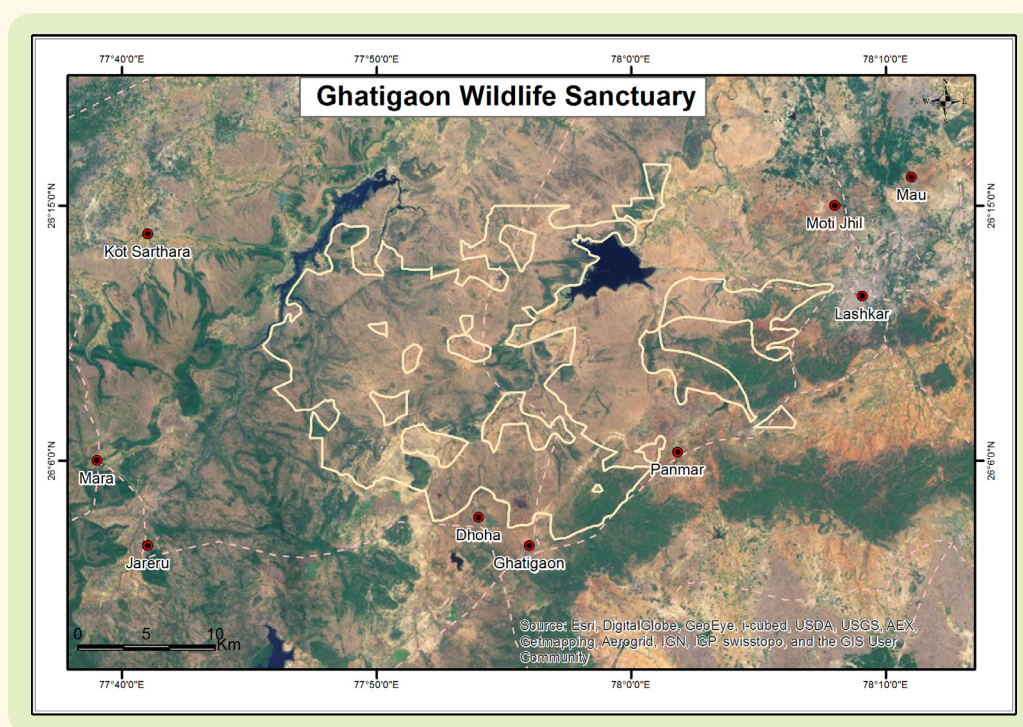 77°40'0"E 77°50'0"E 78°0'0"E 78°10'0"E
Ghatigaon Wildlife Sanctuary
N
W E
Mau
26°15'0"N 26°15'0"N
Moti Jhil
Kot Sarthara
Lashkar
26°6'0"N 26°6'0"N
Panmar
Mara
Dhoha
Jareru Ghatigaon
Source: Esri, DigitalGlobe, GeoEye, i-cubed, USDA, USGS, AEX,
0 5 10
Km
Getmapping, Aerogrid, IGN, IGP, swisstopo, and the GIS User
Community
77°40'0"E 77°50'0"E 78°0'0"E 78°10'0"E